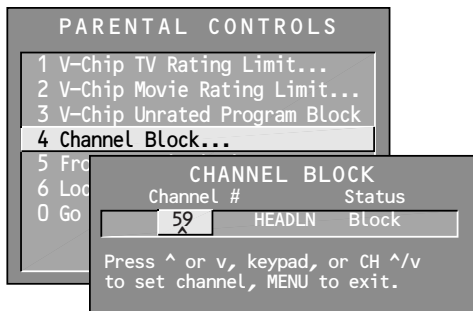 PARENTAL CONTROLS
1 V-Chip TV Rating Limit...
2 V-Chip Movie Rating Limit...
3 V-Chip Unrated Program Block
4 Channel Block...
5
6
0 Go
CHANNEL BLOCK
Channel # Status
59 HEADLN Block
Press ^ or v, keypad, or CH ^/v
to set channel, MENU to exit.